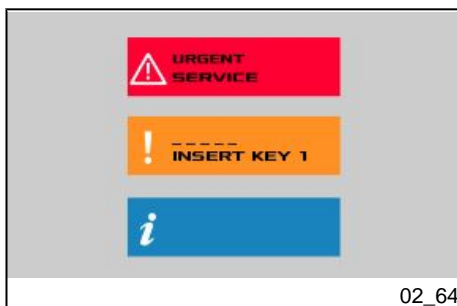 URGENT
SERVICE
!
-----
INSERT KEY 1
i
02_64